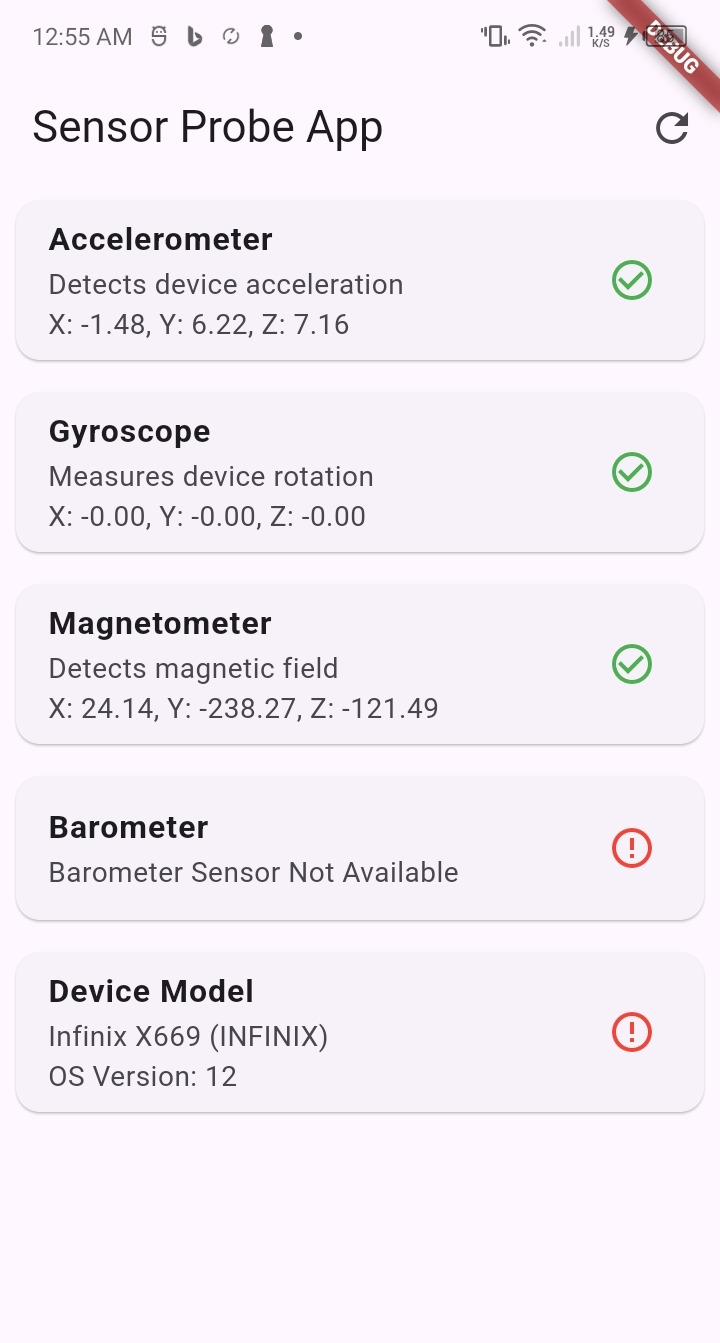 12:55 AM
1.49
K/S
DEBUG
Sensor Probe App
Accelerometer
Detects device acceleration
X: -1.48, Y: 6.22, Z: 7.16
Gyroscope
Measures device rotation
X: -0.00, Y: -0.00, Z: -0.00
Magnetometer
Detects magnetic field
X: 24.14, Y: -238.27, Z: -121.49
Barometer
Barometer Sensor Not Available
Device Model
Infinix X669 (INFINIX)
OS Version: 12